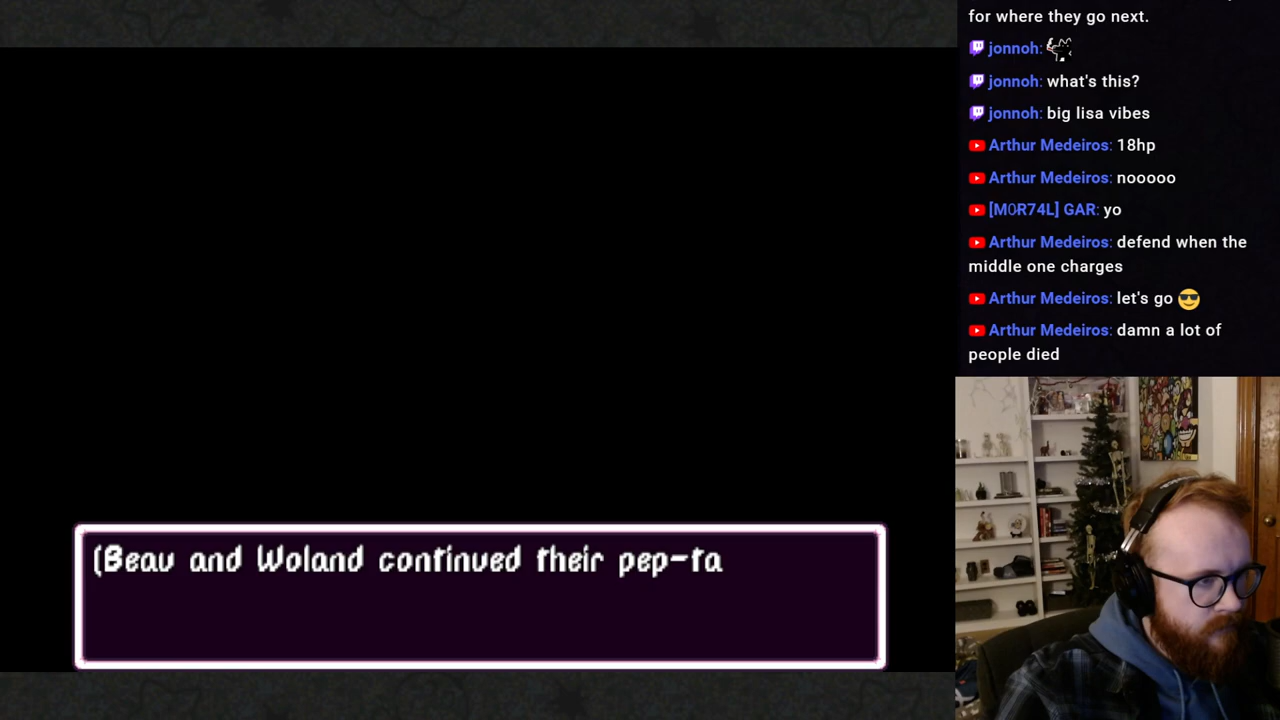 for where they go next.
jonnoh:
jonnoh: what's this?
jonnoh: big lisa vibes
Arthur Medeiros: 18hp
Arthur Medeiros: nooooo
[M0R74L] GAR: yo
Arthur Medeiros: defend when the
middle one charges
Arthur Medeiros: let's go 😎
Arthur Medeiros: damn a lot of
people died
(Beau and Woland continued their pep-ta